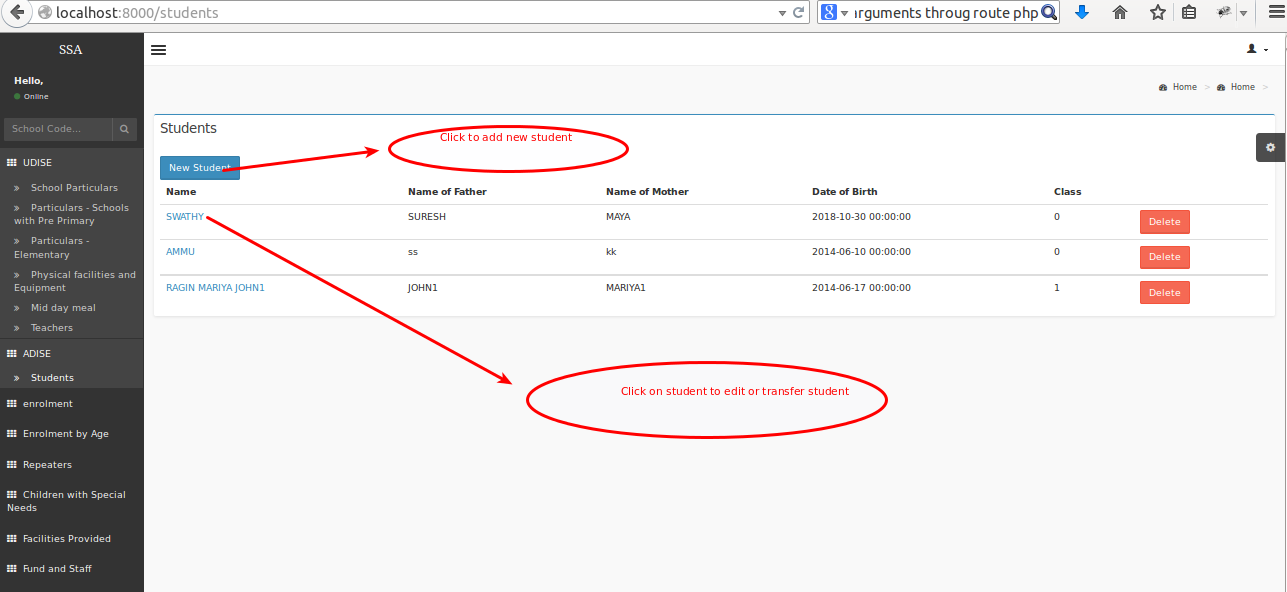 localhost:8000/students
arguments throug route php
SSA
Hello,
Online
School Code...
UDISE
» School Particulars
» Particulars - Schools
with Pre Primary
» Particulars -
Elementary
» Physical facilities and
Equipment
» Mid day meal
» Teachers
ADISE
» Students
enrolment
Enrolment by Age
Repeaters
Children with Special
Needs
Facilities Provided
Fund and Staff
Home > Home >
Students
Click to add new student
New Student
Name Name of Father Name of Mother Date of Birth Class
SWATHY SURESH MAYA 2018-10-30 00:00:00 0 Delete
AMMU ss kk 2014-06-10 00:00:00 0 Delete
RAGIN MARIYA JOHN1 JOHN1 MARIYA1 2014-06-17 00:00:00 1 Delete
Click on student to edit or transfer student